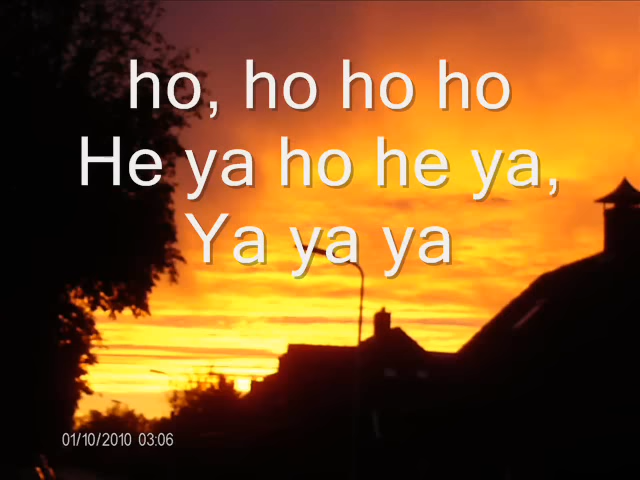 ho, ho ho ho
He ya ho he ya,
Ya ya ya
01/10/2010 03:06